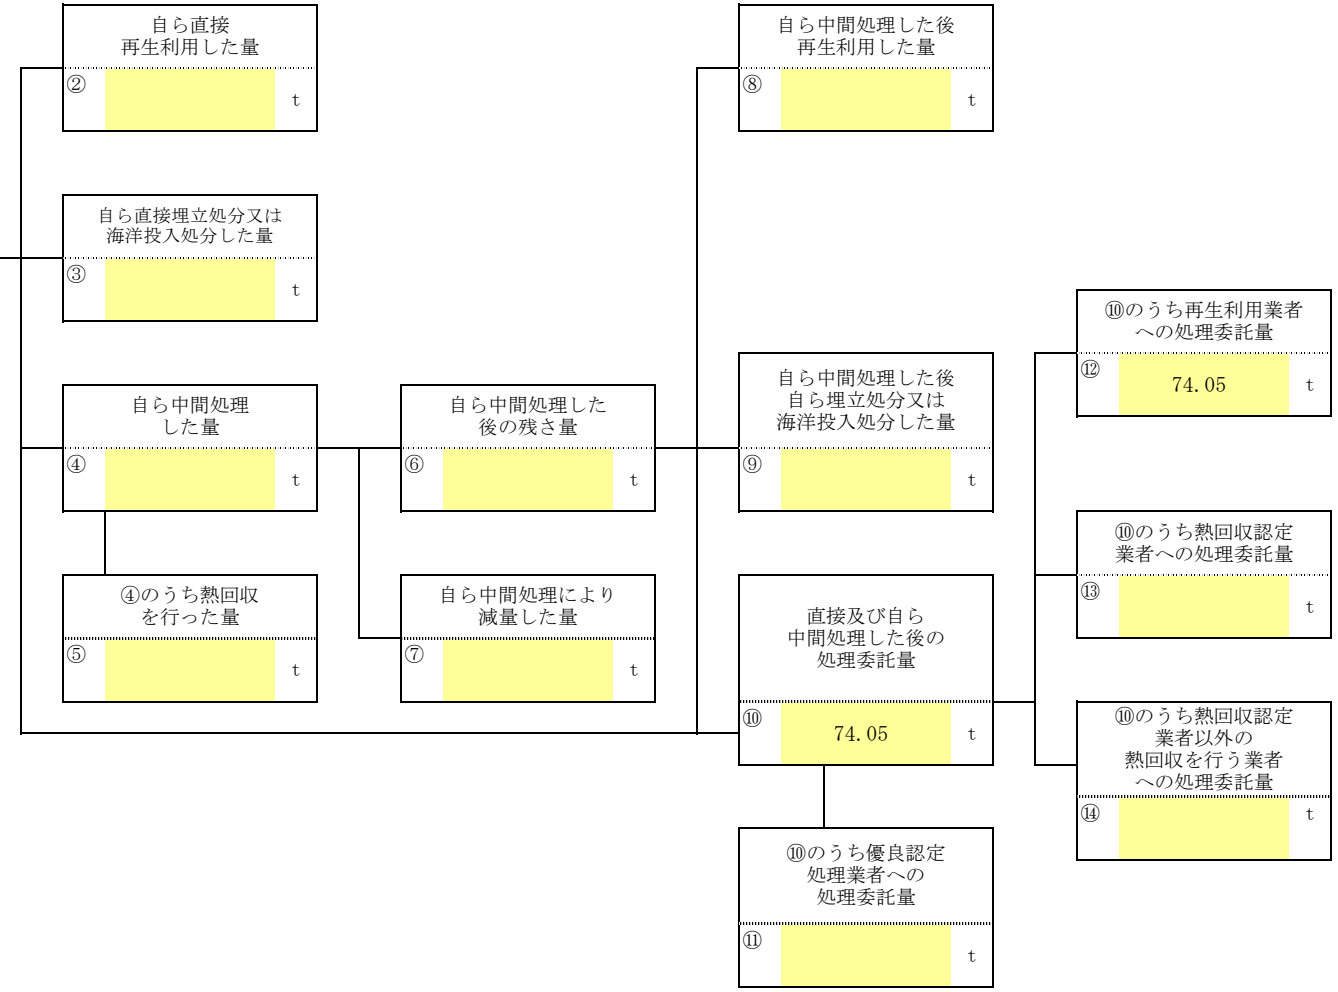 自ら直接
再生利用した量
②
t
自ら中間処理した後
再生利用した量
⑧
t
自ら直接埋立処分又は
海洋投入処分した量
③
t
⑩のうち再生利用業者
への処理委託量
⑫
74.05
t
自ら中間処理
した量
④
t
自ら中間処理した
後の残さ量
⑥
t
自ら中間処理した後
自ら埋立処分又は
海洋投入処分した量
⑨
t
⑩のうち熱回収認定
業者への処理委託量
⑬
t
④のうち熱回収
を行った量
⑤
t
自ら中間処理により
減量した量
⑦
t
直接及び自ら
中間処理した後の
処理委託量
⑩
74.05
t
⑩のうち熱回収認定
業者以外の
熱回収を行う業者
への処理委託量
⑭
t
⑩のうち優良認定
処理業者への
処理委託量
⑪
t